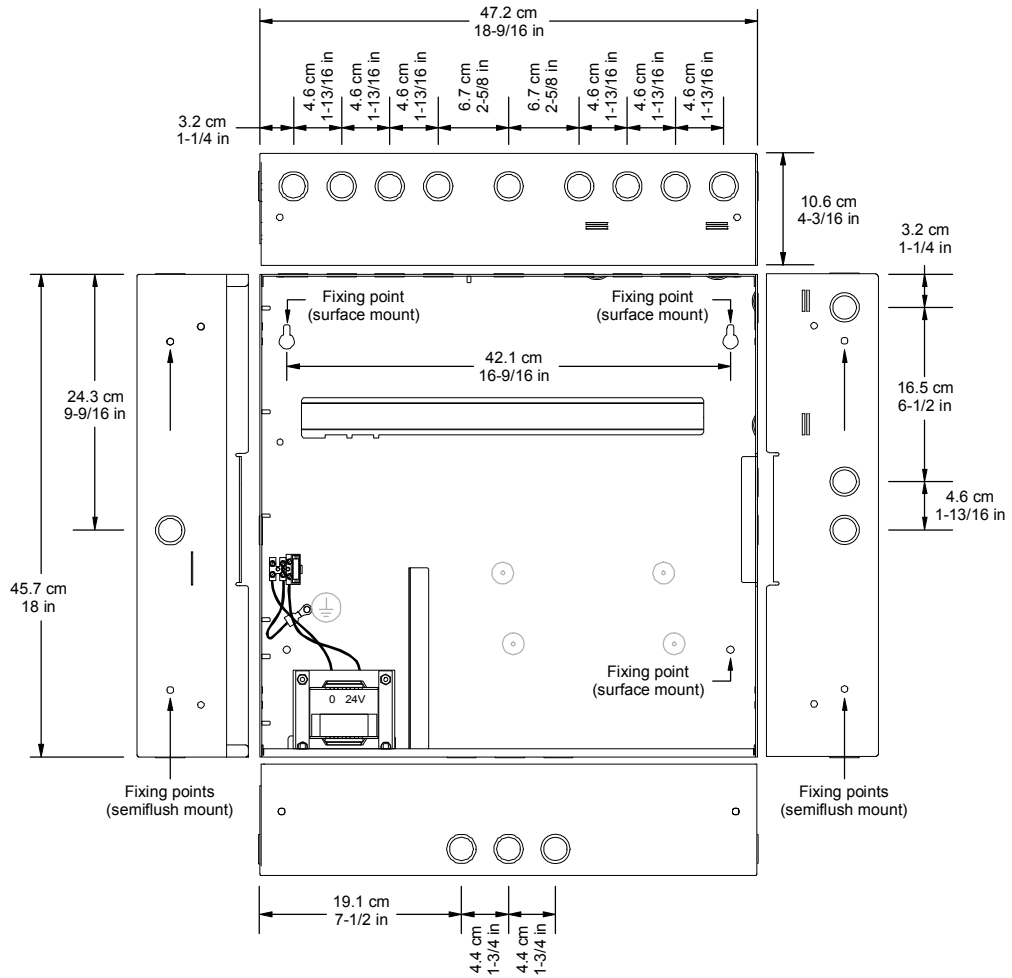 47.2 cm
18-9/16 in
4.6 cm
1-13/16 in
4.6 cm
1-13/16 in
4.6 cm
1-13/16 in
6.7 cm
2-5/8 in
6.7 cm
2-5/8 in
4.6 cm
1-13/16 in
4.6 cm
1-13/16 in
4.6 cm
1-13/16 in
3.2 cm
1-1/4 in
10.6 cm
4-3/16 in
3.2 cm
1-1/4 in
Fixing point
(surface mount)
Fixing point
(surface mount)
42.1 cm
16-9/16 in
24.3 cm
9-9/16 in
16.5 cm
6-1/2 in
4.6 cm
1-13/16 in
45.7 cm
18 in
Fixing point
(surface mount)
0 24V
Fixing points
(semiflush mount)
Fixing points
(semiflush mount)
19.1 cm
7-1/2 in
4.4 cm
1-3/4 in
4.4 cm
1-3/4 in